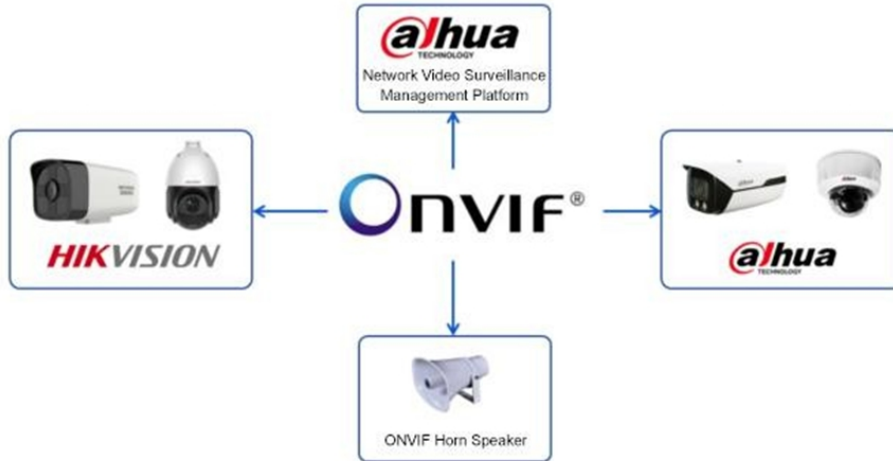 alhua
TECHNOLOGY
Network Video Surveillance
Management Platform
HIKVISION
ONVIF®
alhua
TECHNOLOGY
ONVIF Horn Speaker